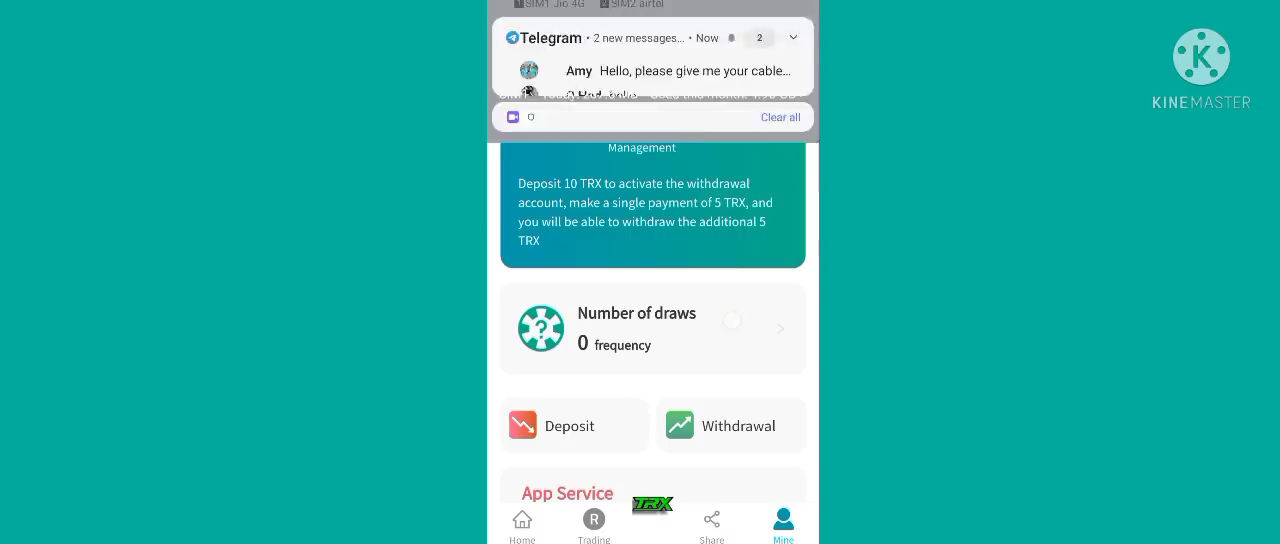 SIM1 Jio 4G SIM2 airtel
Telegram • 2 new messages... • Now 2
Amy Hello, please give me your cable...
Clear all
Management
Deposit 10 TRX to activate the withdrawal
account, make a single payment of 5 TRX, and
you will be able to withdraw the additional 5
TRX
Number of draws
0 frequency
Deposit Withdrawal
App Service
TRX
R
Home Trading Share Mine
K
KINEMASTER